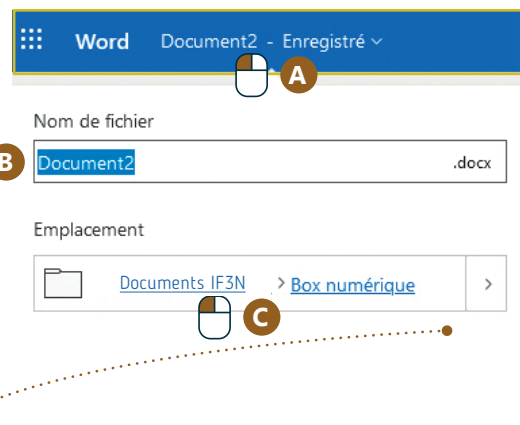 Word Document2 - Enregistré
A
Nom de fichier
B Document2 .docx
Emplacement
Documents IF3N > Box numérique >
C